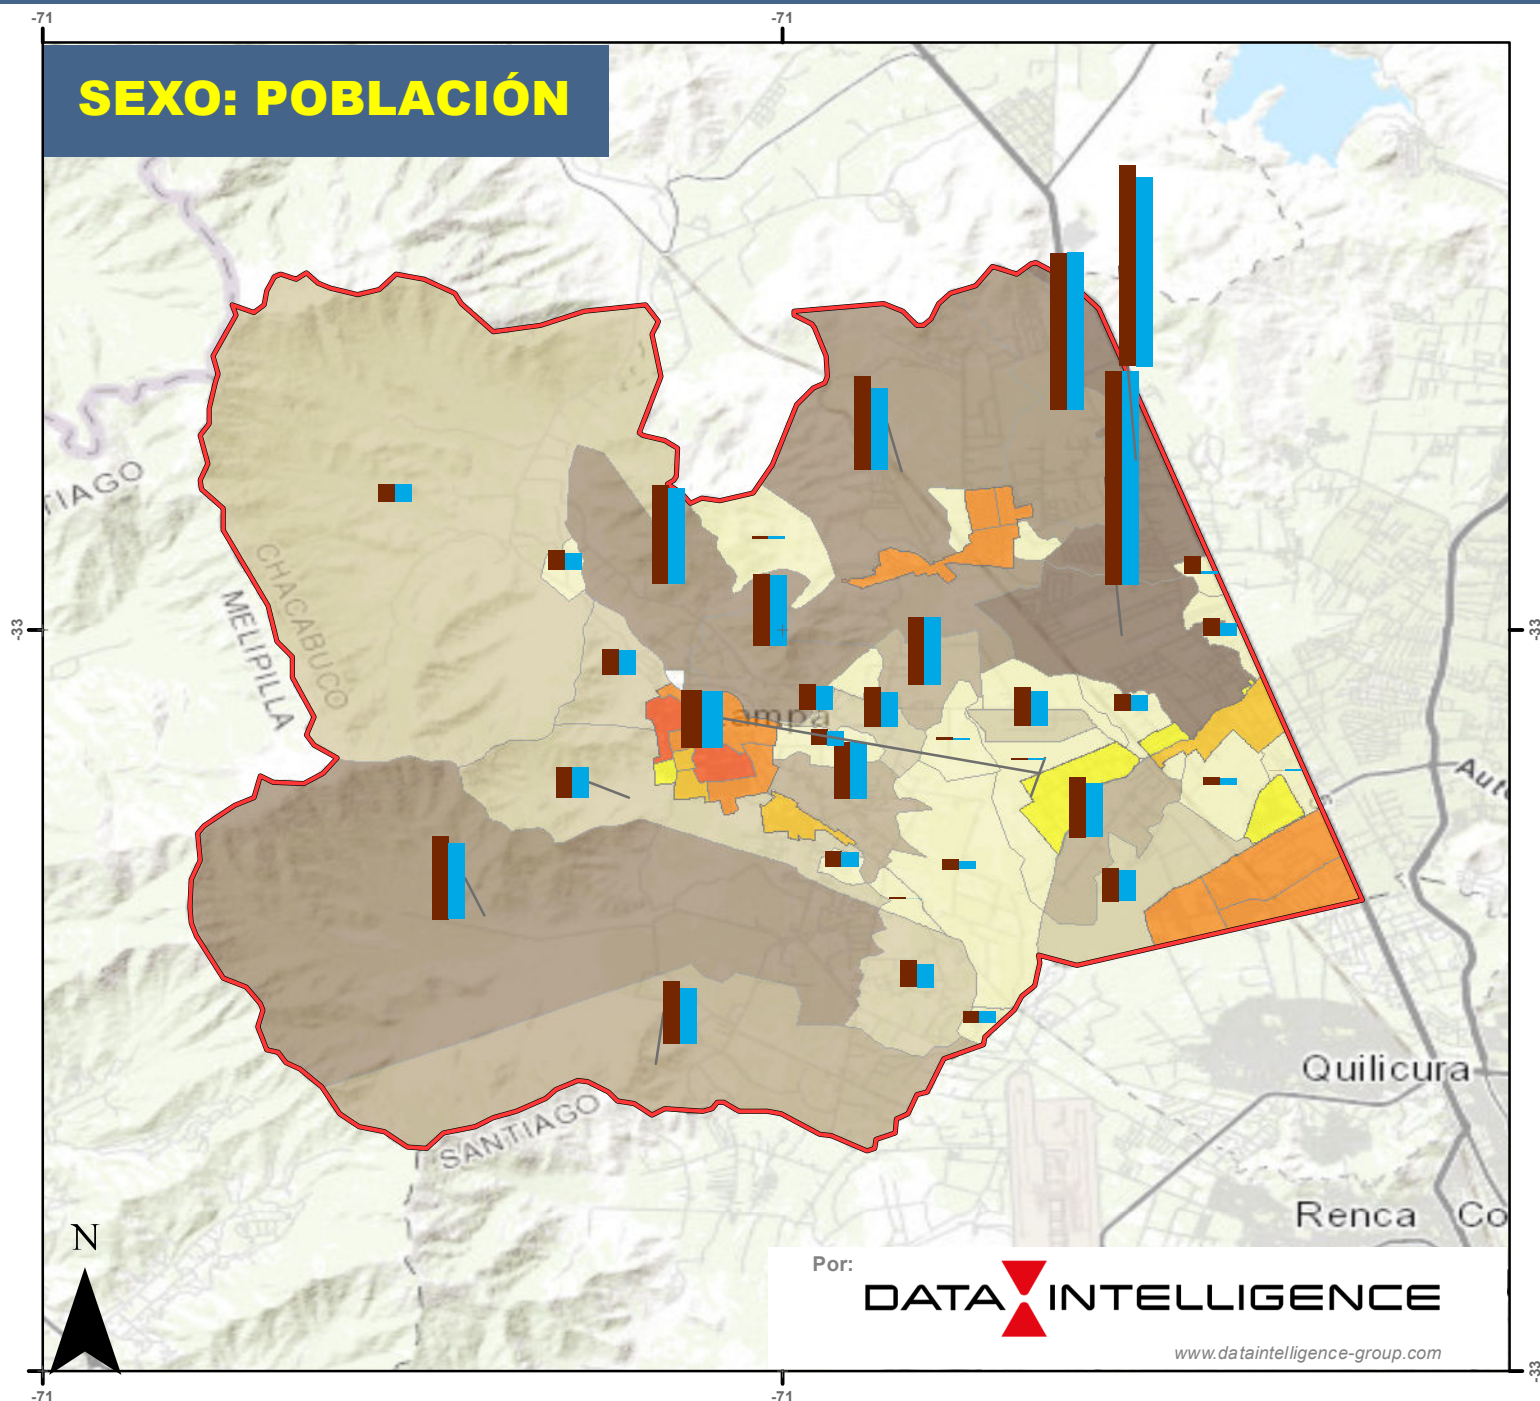 -71
-71
SEXO: POBLACIÓN
TIAGO
CHACABUCO
MELIPILLA
-33
-33
ampa
Auto
Quilicura
SANTIAGO
Renca
Co
N
Por:
DATA INTELLIGENCE
www.dataintelligence-group.com
-33
-71
-71